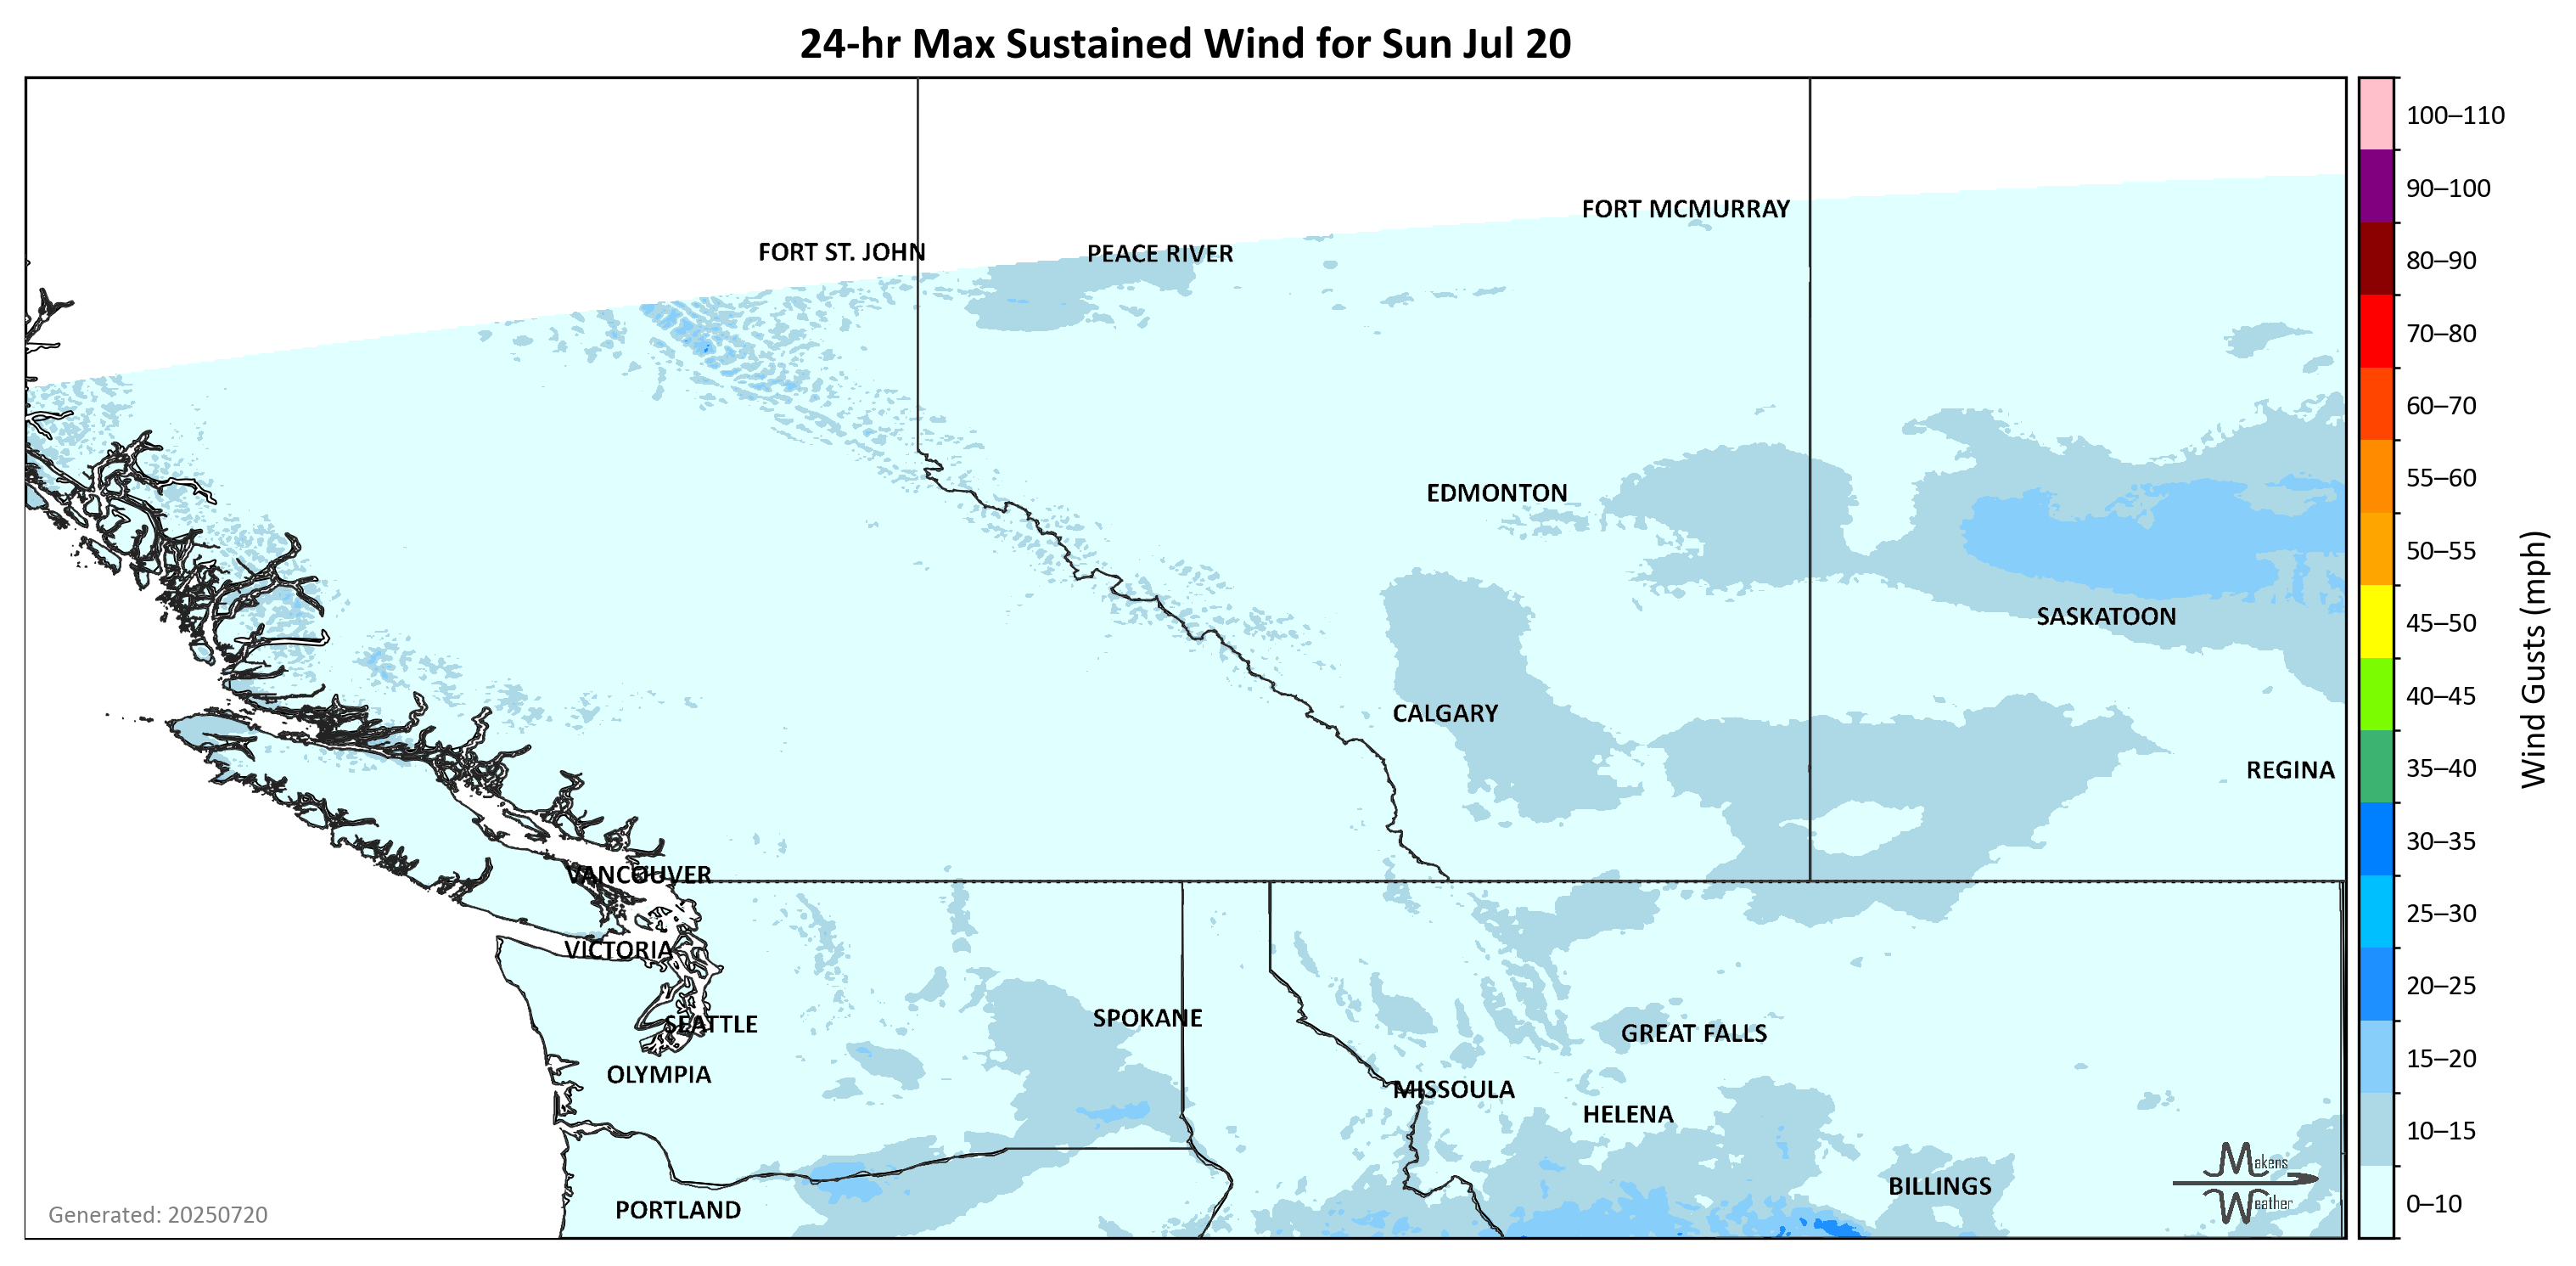 24-hr Max Sustained Wind for Sun Jul 20
100–110
FORT MCMURRAY
90–100
FORT ST. JOHN
PEACE RIVER
80–90
70–80
60–70
EDMONTON
55–60
50–55
SASKATOON
45–50
Wind Gusts (mph)
40–45
CALGARY
REGINA
35–40
30–35
VANCOUVER
25–30
VICTORIA
20–25
SEATTLE
SPOKANE
GREAT FALLS
15–20
OLYMPIA
MISSOULA
HELENA
10–15
Makens
Weather
BILLINGS
0–10
PORTLAND
Generated: 20250720